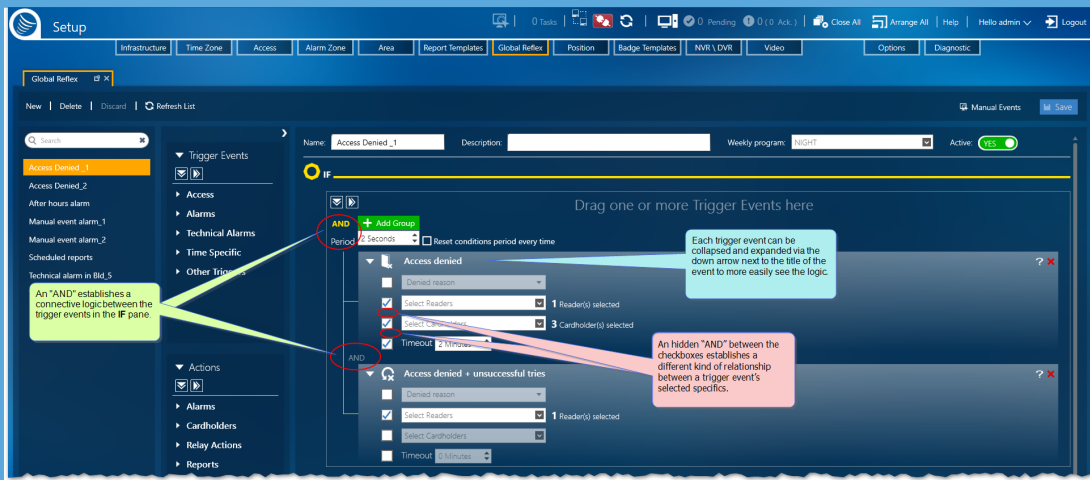 Setup
0 Tasks
0 Pending
0 ( 0 Ack. )
Close All
Arrange All
Help
Hello admin
Logout
Infrastructure
Time Zone
Access
Alarm Zone
Area
Report Templates
Global Reflex
Position
Badge Templates
NVR \ DVR
Video
Options
Diagnostic
Global Reflex
New | Delete | Discard | Refresh List
Manual Events
Save
Search
Access Denied _1
Access Denied_2
After hours alarm
Manual event alarm_1
Manual event alarm_2
Scheduled reports
Technical alarm in Bld_5
Trigger Events
Access
Alarms
Technical Alarms
Time Specific
Other Triggers
Actions
Alarms
Cardholders
Relay Actions
Reports
Name: Access Denied _1
Description:
Weekly program: NIGHT
Active: YES
IF
Drag one or more Trigger Events here
AND + Add Group
Period 2 Seconds Reset conditions period every time
Access denied
Denied reason
Select Readers 1 Reader(s) selected
Select Cardholders 3 Cardholder(s) selected
Timeout 2 Minutes
AND
Access denied + unsuccessful tries
Denied reason
Select Readers 1 Reader(s) selected
Select Cardholders
Timeout 0 Minutes
?
?
An "AND" establishes a
connective logic between the
trigger events in the IF pane.
Each trigger event can be
collapsed and expanded via the
down arrow next to the title of the
event to more easily see the logic.
An hidden "AND" between the
checkboxes establishes a
different kind of relationship
between a trigger event's
selected specifics.